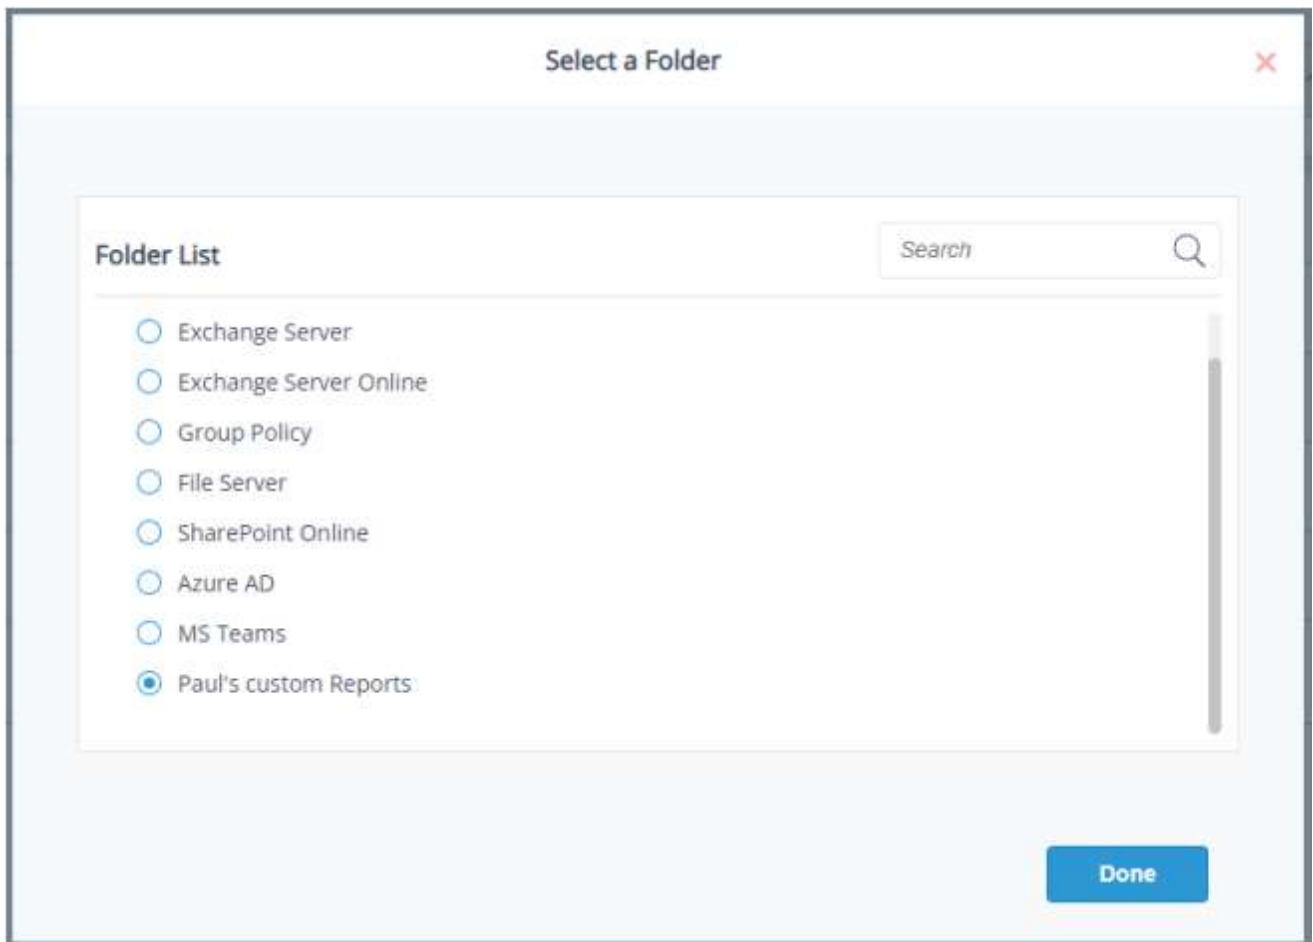 Select a Folder
Folder List
Search
Exchange Server
Exchange Server Online
Group Policy
File Server
SharePoint Online
Azure AD
MS Teams
Paul's custom Reports
Done